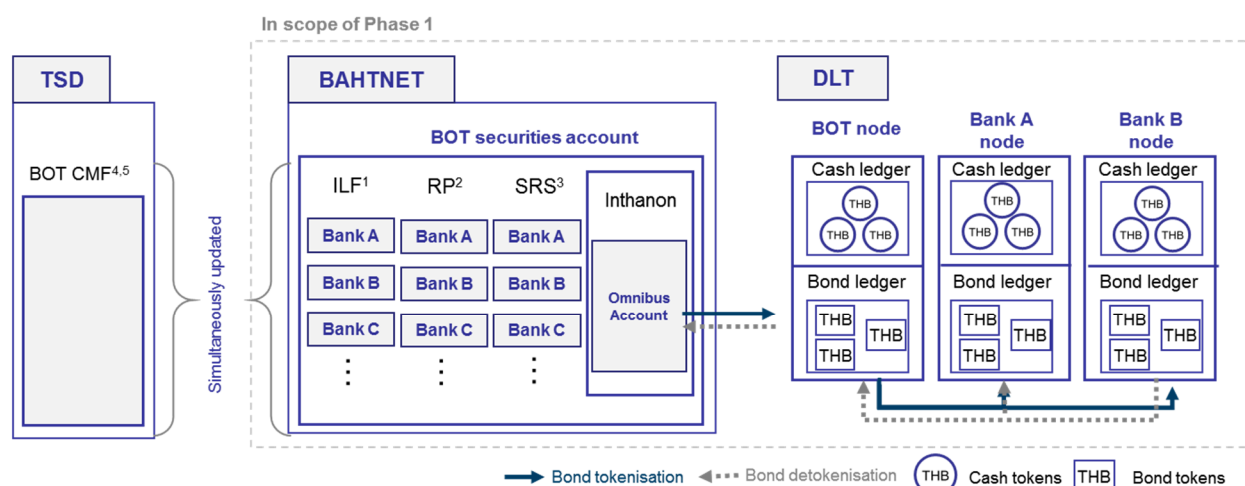 In scope of Phase 1
TSD
BAHTNET
DLT
BOT securities account
BOT node
Bank A
node
Bank B
node
BOT CMF4,5
Simultaneously updated
ILF1
RP2
SRS3
Inthanon
Bank A
Bank A
Bank A
Bank B
Bank B
Bank B
Bank C
Bank C
Bank C
Omnibus
Account
Cash ledger
Cash ledger
Cash ledger
THB
THB
THB
THB
THB
THB
THB
THB
THB
Bond ledger
Bond ledger
Bond ledger
THB
THB
THB
THB
THB
THB
THB
THB
THB
Bond tokenisation
Bond detokenisation
THB
Cash tokens
THB
Bond tokens